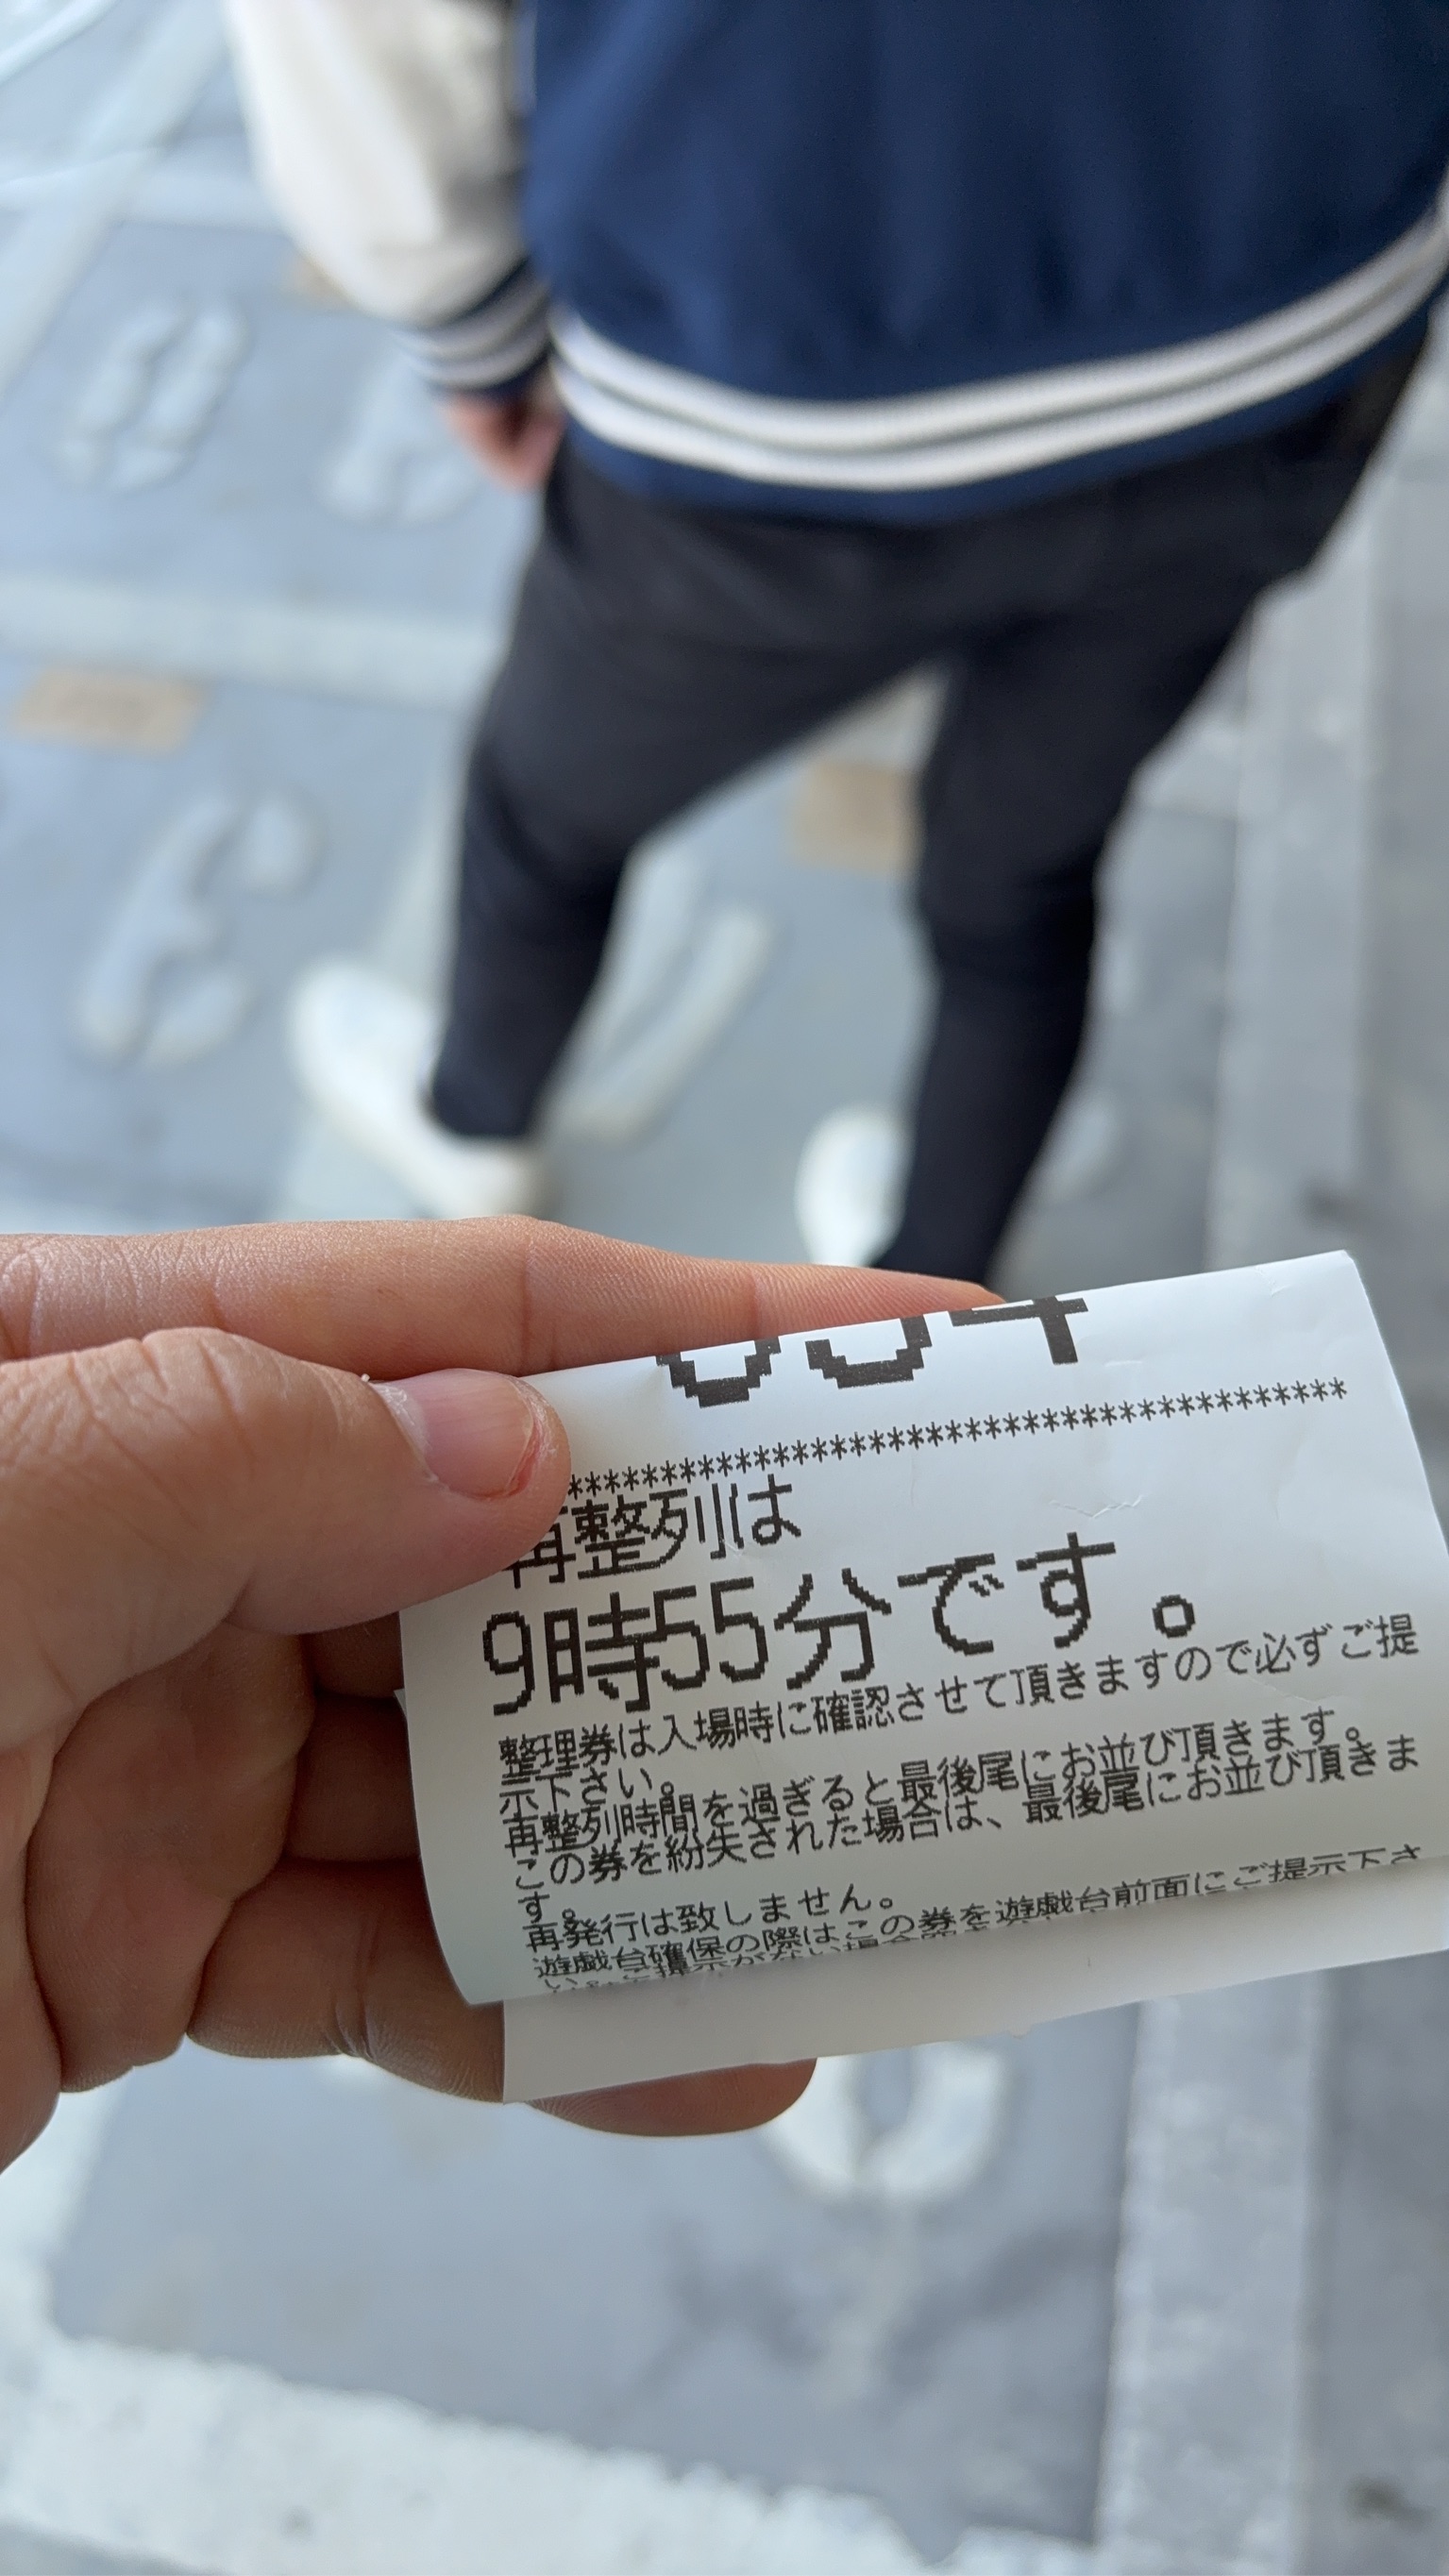 *************************************
再整列は
9時55分です。
整理券は入場時に確認させて頂きますので必ずご提
示下さい。
再整列時間を過ぎると最後尾にお並び頂きます。
この券を紛失された場合は、最後尾にお並び頂きま
す。
再発行は致しません。
遊戯台確保の際はこの券を遊戯台前面にご提示下さ